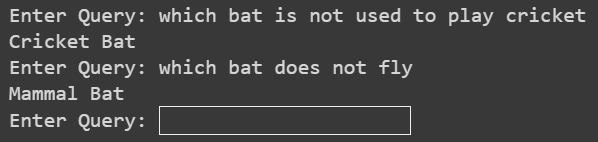 Enter Query: which bat is not used to play cricket
Cricket Bat
Enter Query: which bat does not fly
Mammal Bat
Enter Query: